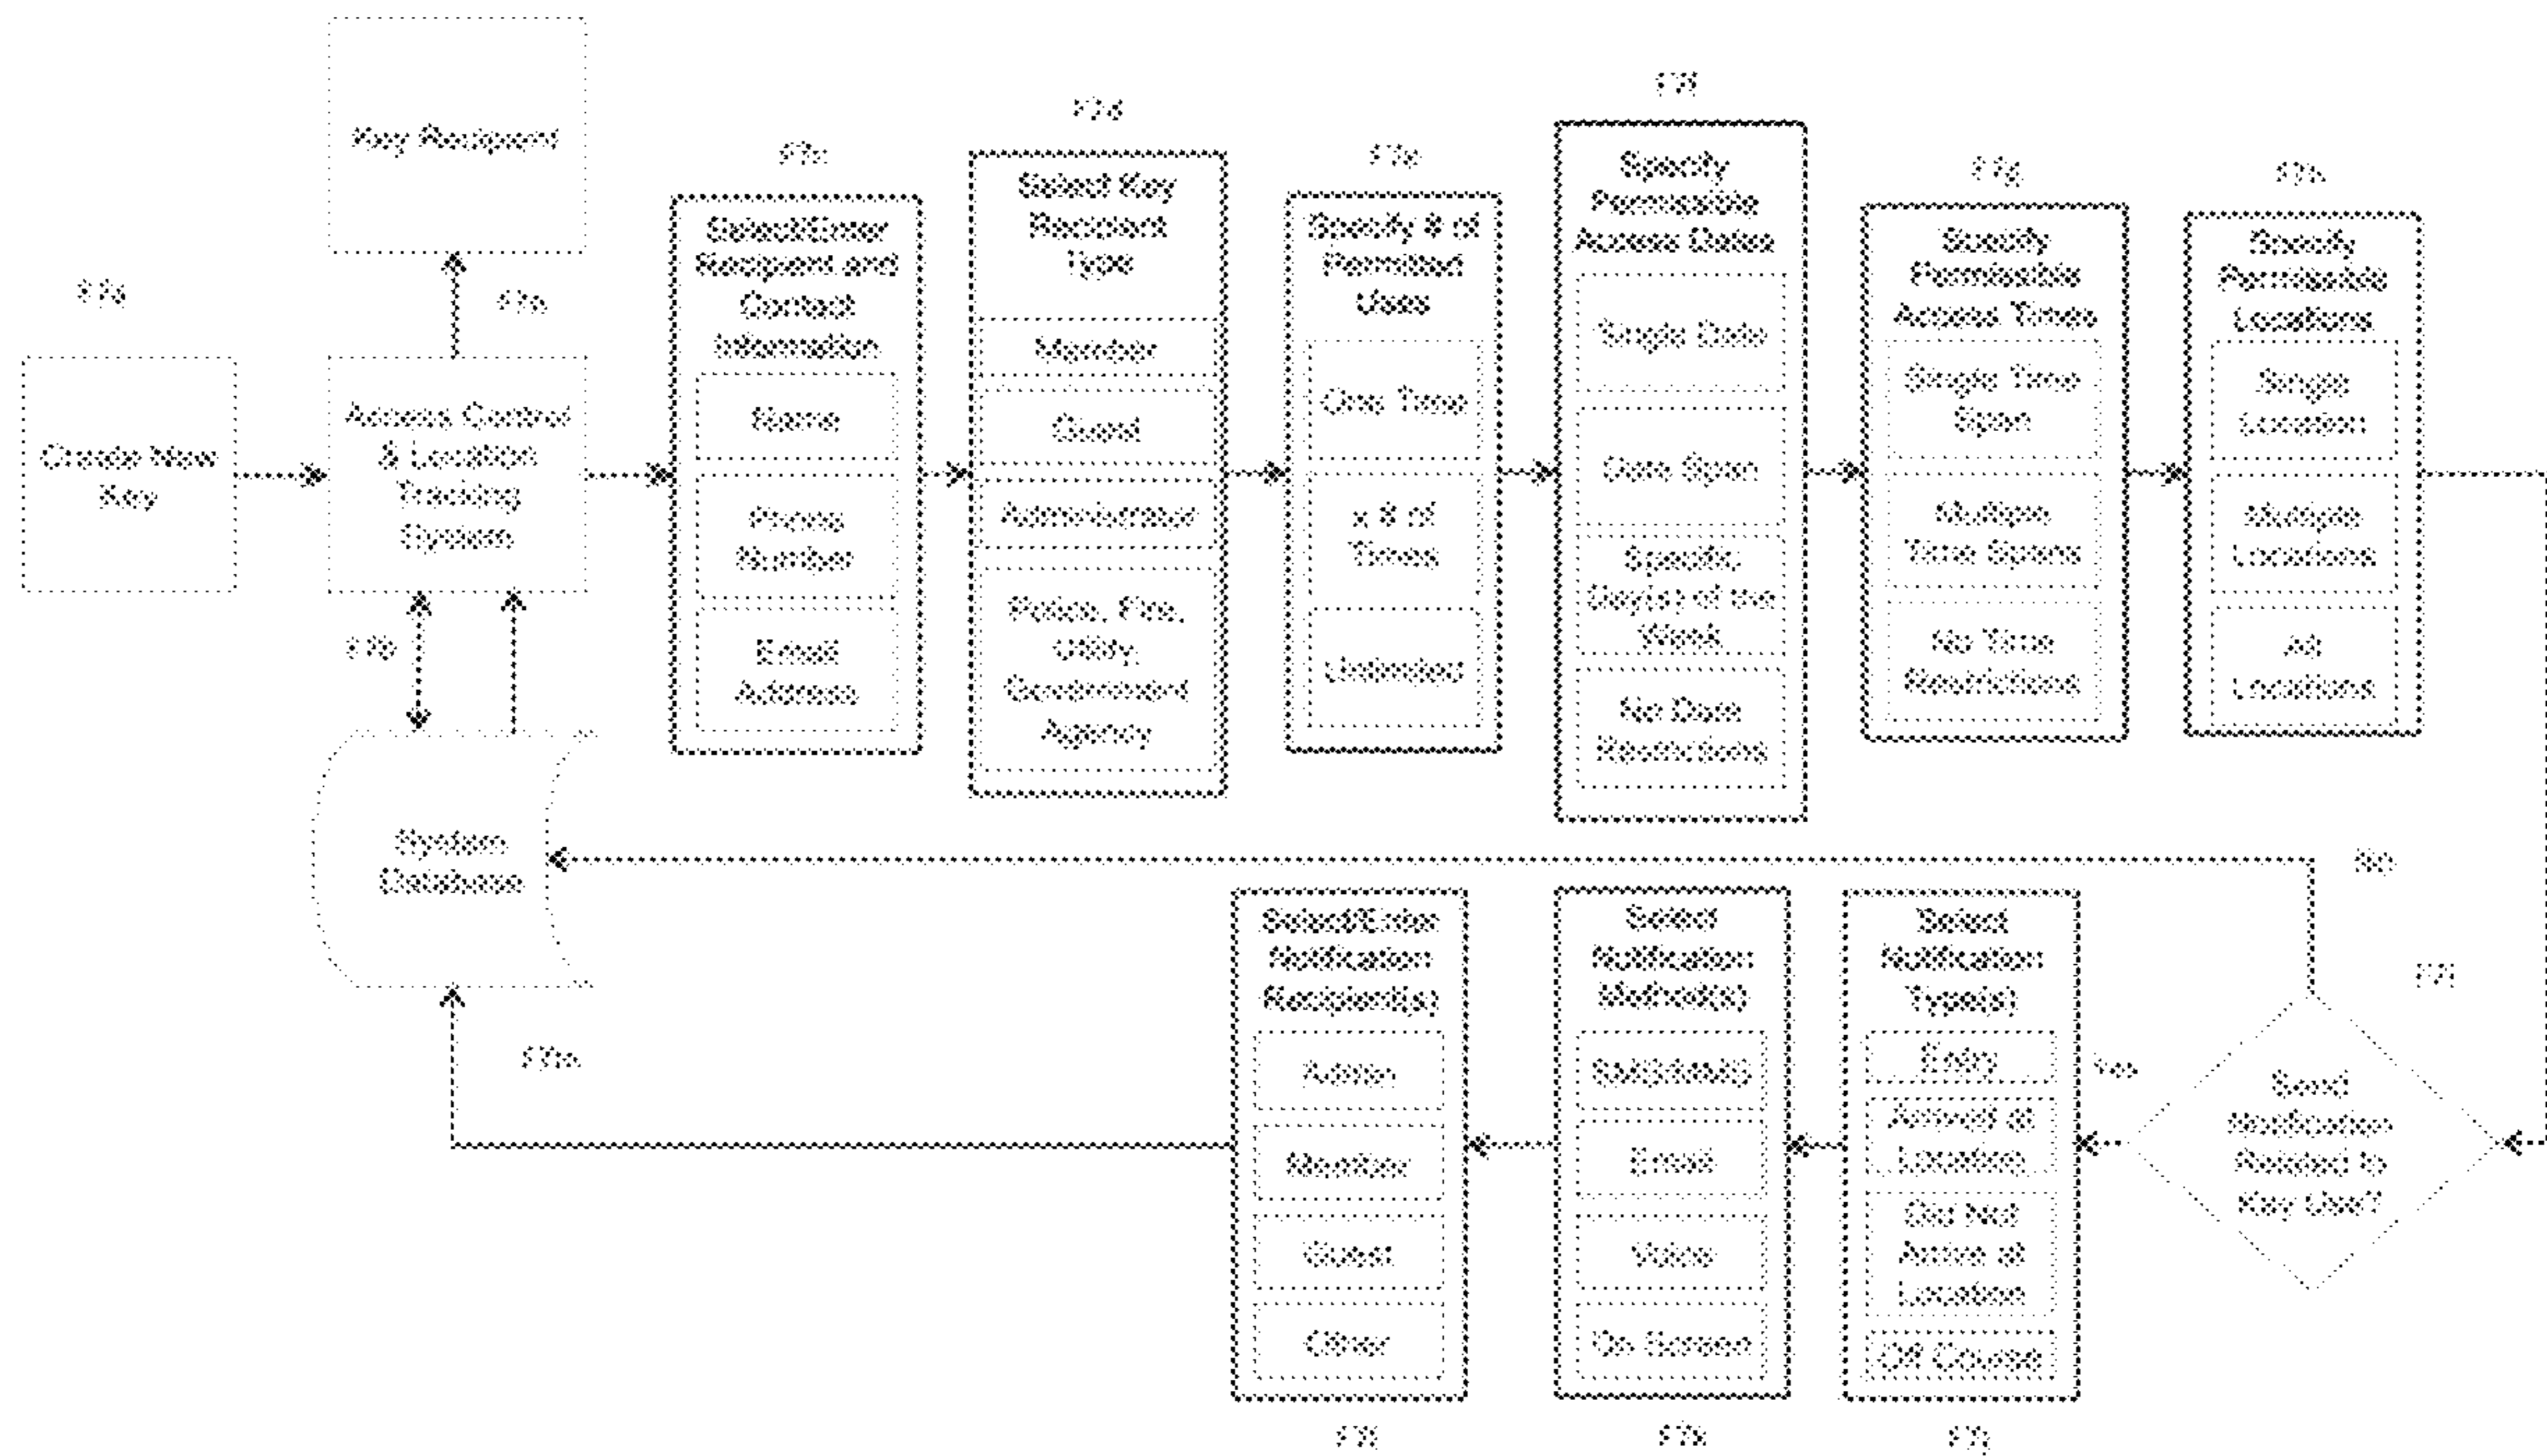 Key Recipient
Create New
Key
Access Control
& Location
Tracking
System
System
Database
Select/Enter
Recipient and
Contact
Information
Name
Phone
Number
Email
Address
Select Key
Recipient
Type
Member
Guest
Administrator
Police, Fire,
Utility,
Government
Agency
Specify # of
Permitted
Uses
One Time
x # of
Times
Unlimited
Specify
Permissible
Access Dates
Single Date
Date Span
Specific
Day(s) of the
Week
No Date
Restrictions
Specify
Permissible
Access Times
Single Time
Span
Multiple
Time Spans
No Time
Restrictions
Specify
Permissible
Locations
Single
Location
Multiple
Locations
All
Locations
No
Send
Notification
Related to
Key Use?
Yes
Select
Notification
Type(s)
Entry
Arrived at
Location
Did Not
Arrive at
Location
Off Course
Select
Notification
Method(s)
SMS/MMS
Email
Voice
On Screen
Select/Enter
Notification
Recipient(s)
Admin
Member
Guest
Other